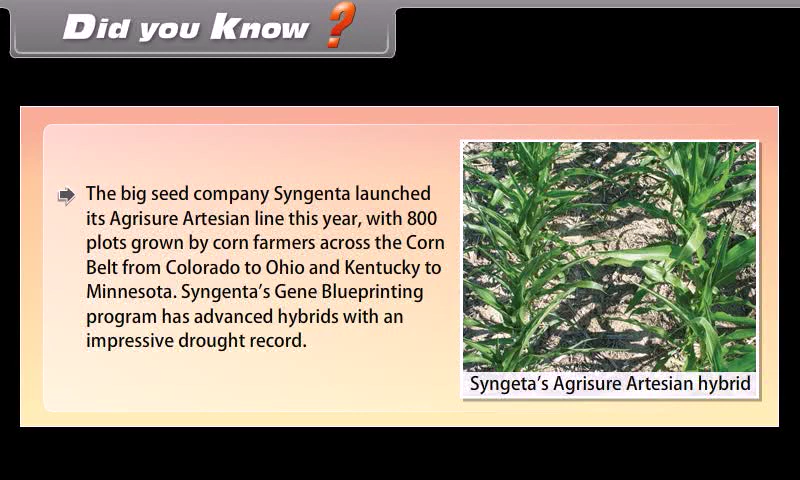 Did you Know ?
The big seed company Syngenta launched
its Agrisure Artesian line this year, with 800
plots grown by corn farmers across the Corn
Belt from Colorado to Ohio and Kentucky to
Minnesota. Syngenta's Gene Blueprinting
program has advanced hybrids with an
impressive drought record.
Syngeta's Agrisure Artesian hybrid